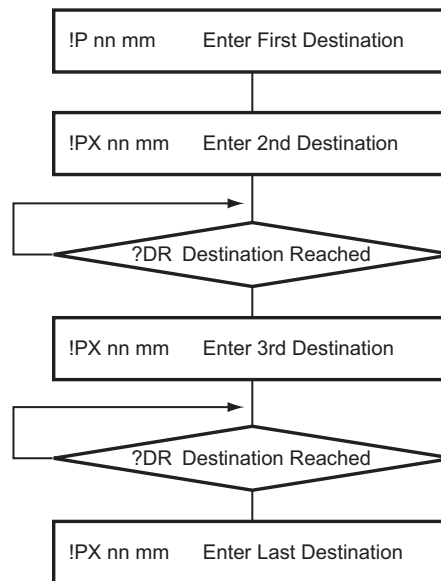 !P nn mm Enter First Destination
!PX nn mm Enter 2nd Destination
?DR Destination Reached
!PX nn mm Enter 3rd Destination
?DR Destination Reached
!PX nn mm Enter Last Destination